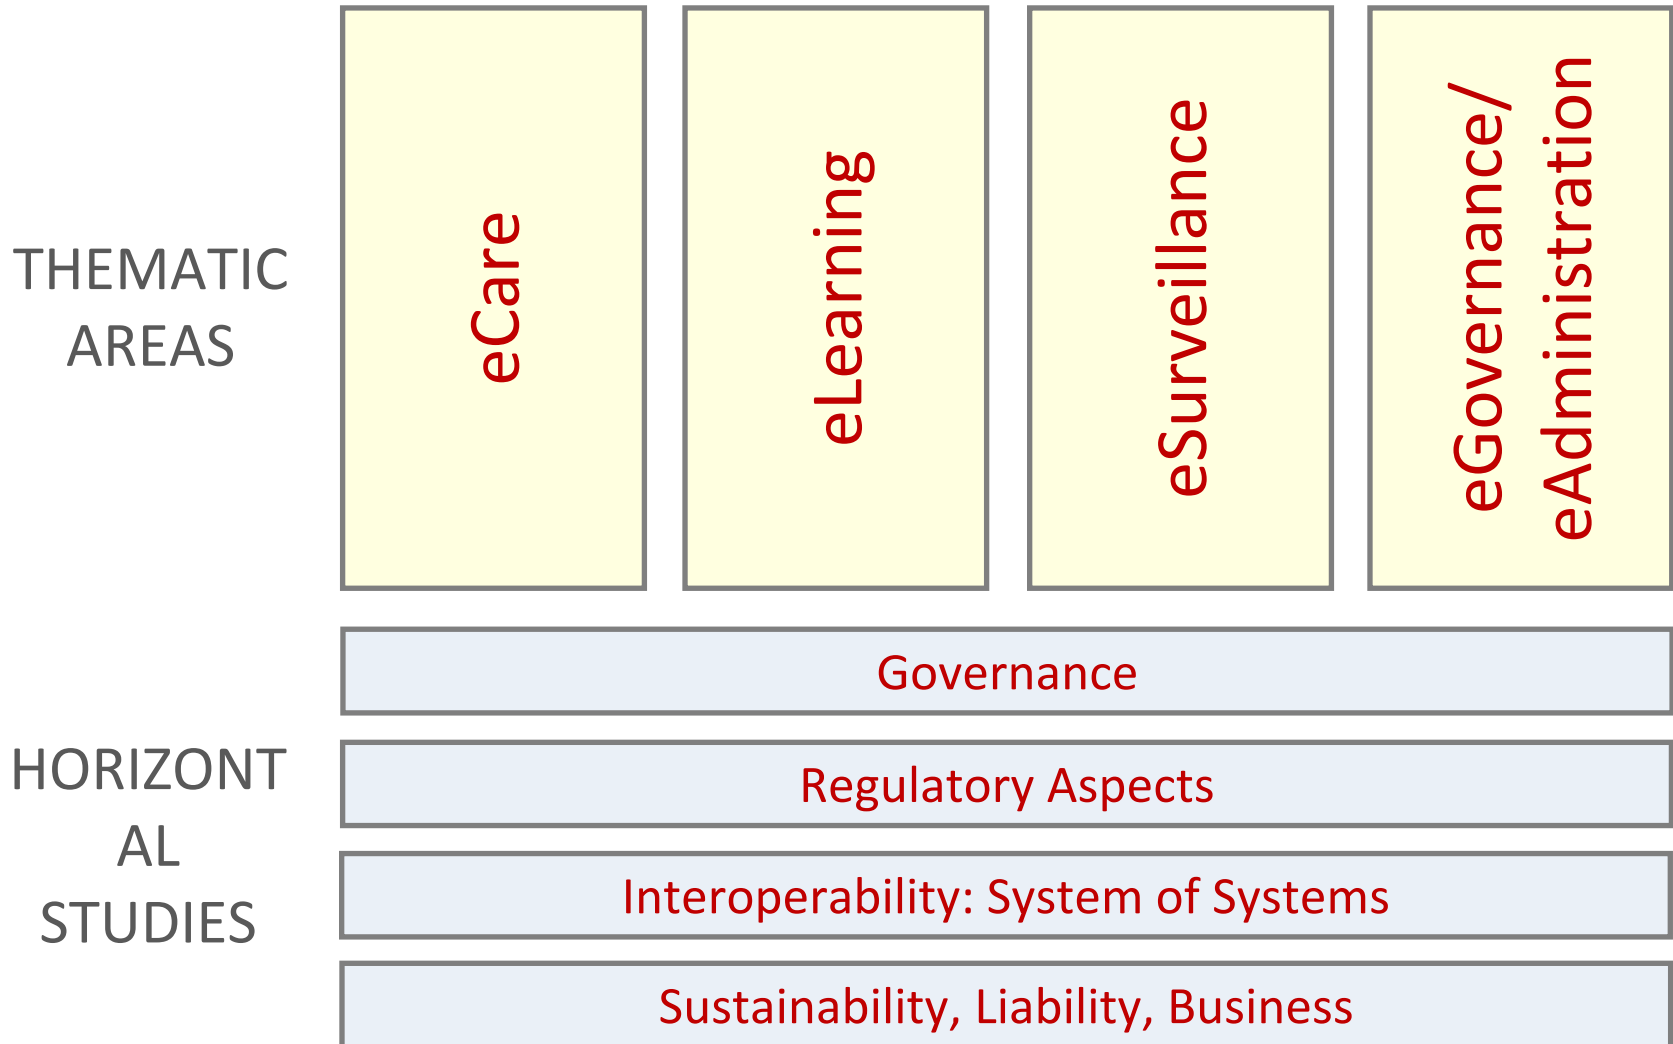 THEMATIC
AREAS
eCare
eLearning
eSurveillance
eGovernance/
eAdministration
HORIZONT
AL
STUDIES
Governance
Regulatory Aspects
Interoperability: System of Systems
Sustainability, Liability, Business